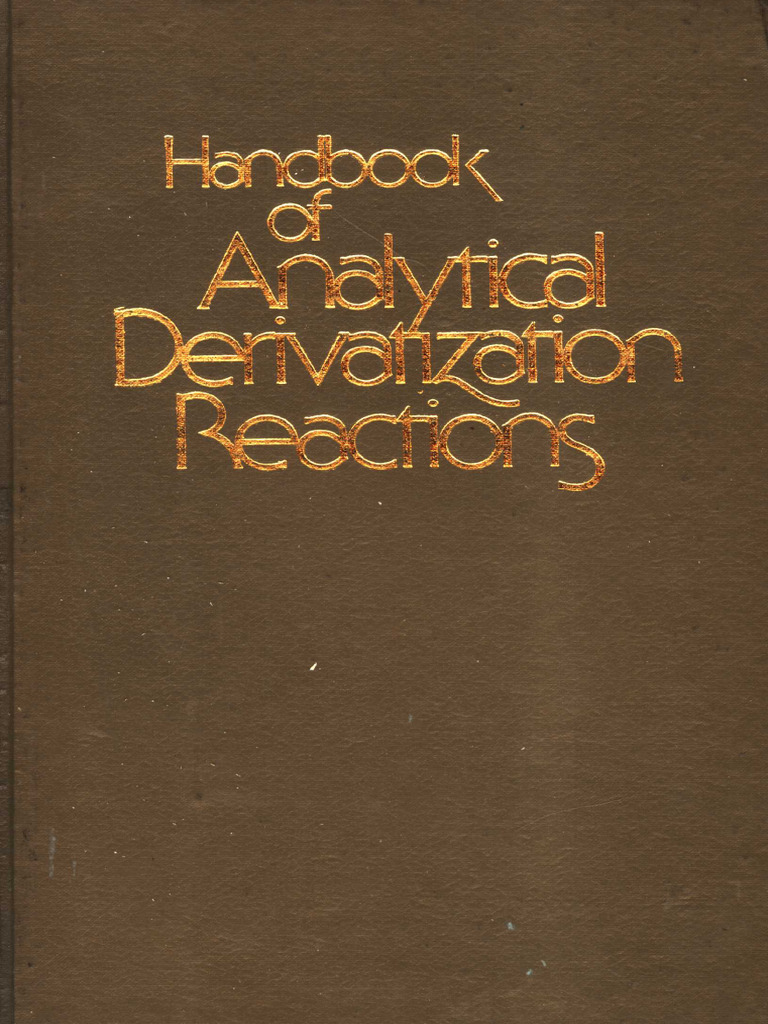 Handbook
of
Analytical
Derivatization
Reactions